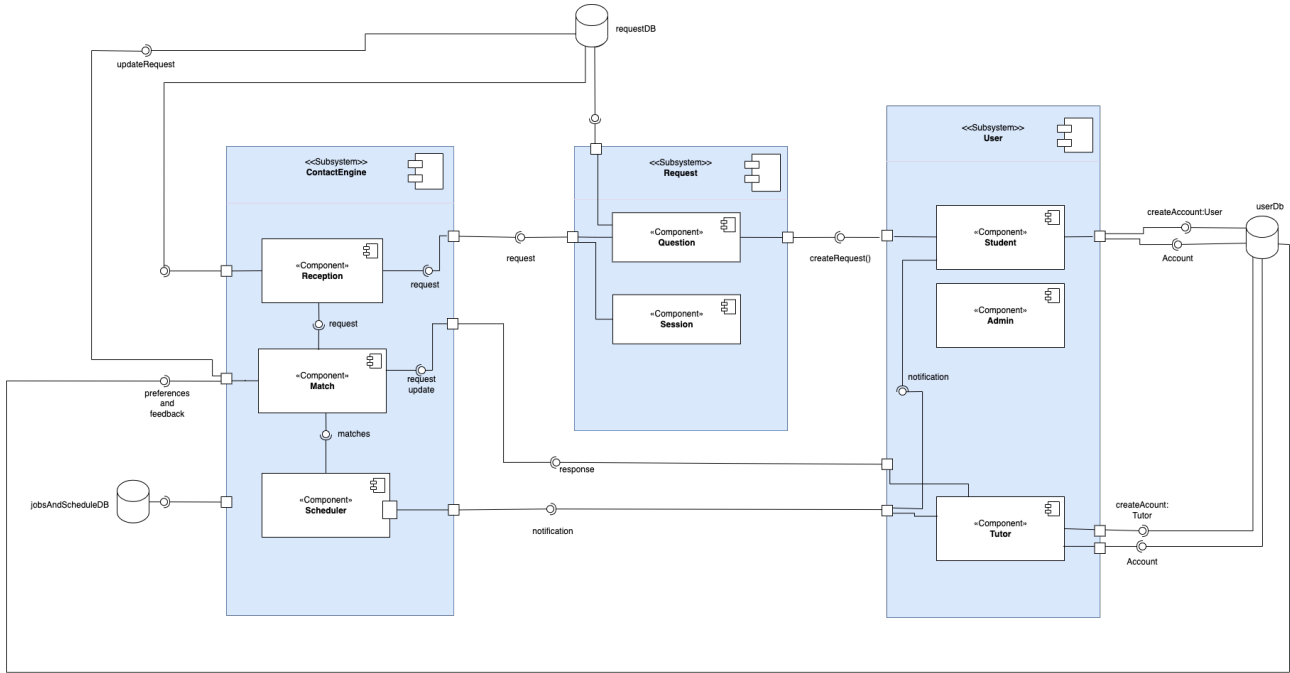 requestDB
updateRequest
<<Subsystem>>
User
<<Subsystem>>
ContactEngine
<<Subsystem>>
Request
«Component»
Reception
request
request
request
«Component»
Match
request
update
preferences
and
feedback
matches
«Component»
Scheduler
jobsAndScheduleDB
«Component»
Question
«Component»
Session
createRequest()
response
notification
«Component»
Student
«Component»
Admin
notification
«Component»
Tutor
createAccount:User
Account
userDb
createAcount:
Tutor
Account